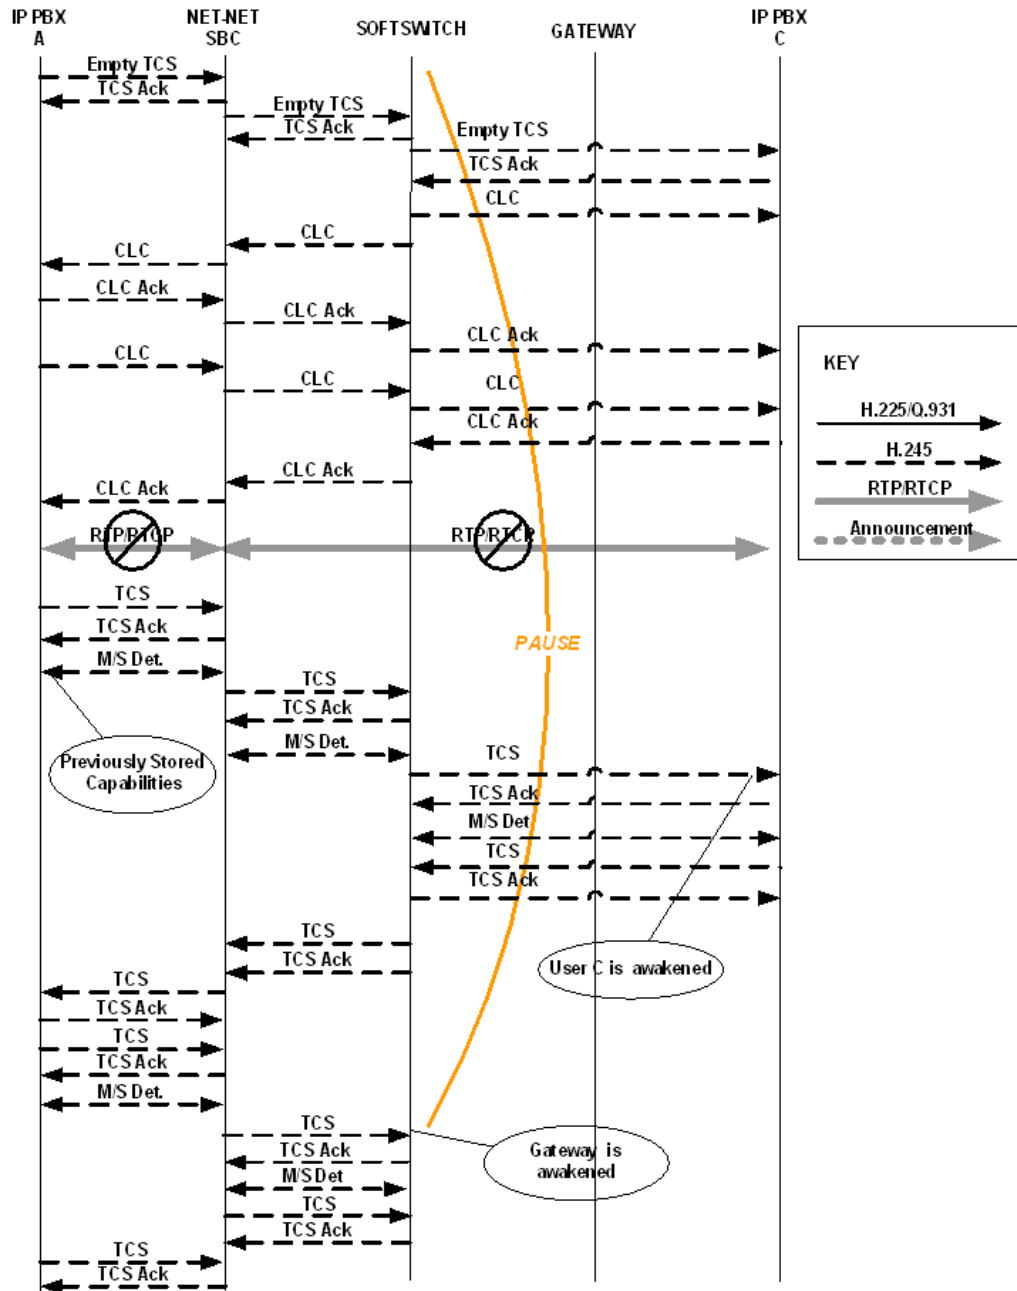 IP PBX
A
NET-NET
SBC
SOFTSWITCH
GATEWAY
IP PBX
C
Empty TCS
TCS Ack
Empty TCS
TCS Ack
Empty TCS
TCS Ack
CLC
CLC
CLC
CLC Ack
CLC Ack
CLC Ack
CLC
CLC
CLC
CLC Ack
CLC Ack
CLC Ack
RTP/RTCP
RTP/RTCP
KEY
H.225/Q.931
H.245
RTP/RTCP
Announcement
TCS
TCS Ack
PAUSE
M/S Det.
TCS
TCS Ack
M/S Det.
Previously Stored
Capabilities
TCS
TCS Ack
M/S Det
TCS
TCS Ack
TCS
TCS Ack
User C is awakened
TCS
TCS Ack
TCS
TCS Ack
M/S Det.
TCS
TCS Ack
Gateway is
awakened
M/S Det
TCS
TCS Ack
TCS
TCS Ack